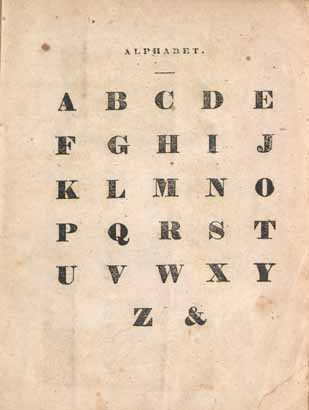 ALPHABET.
A B C D E
F G H I J
K L M N O
P Q R S T
U V W X Y
Z &